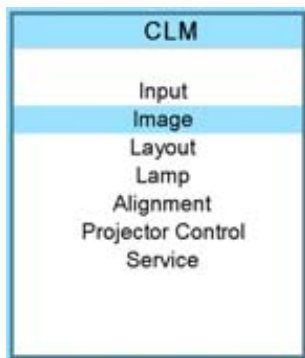 CLM
Input
Image
Layout
Lamp
Alignment
Projector Control
Service